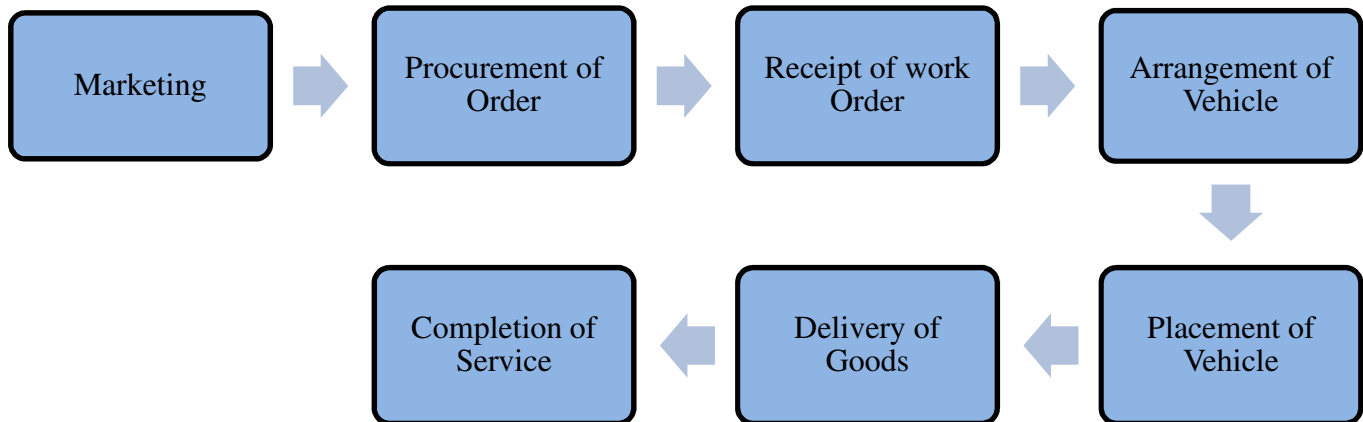 Marketing
Procurement of
Order
Receipt of work
Order
Arrangement of
Vehicle
Placement of
Vehicle
Delivery of
Goods
Completion of
Service